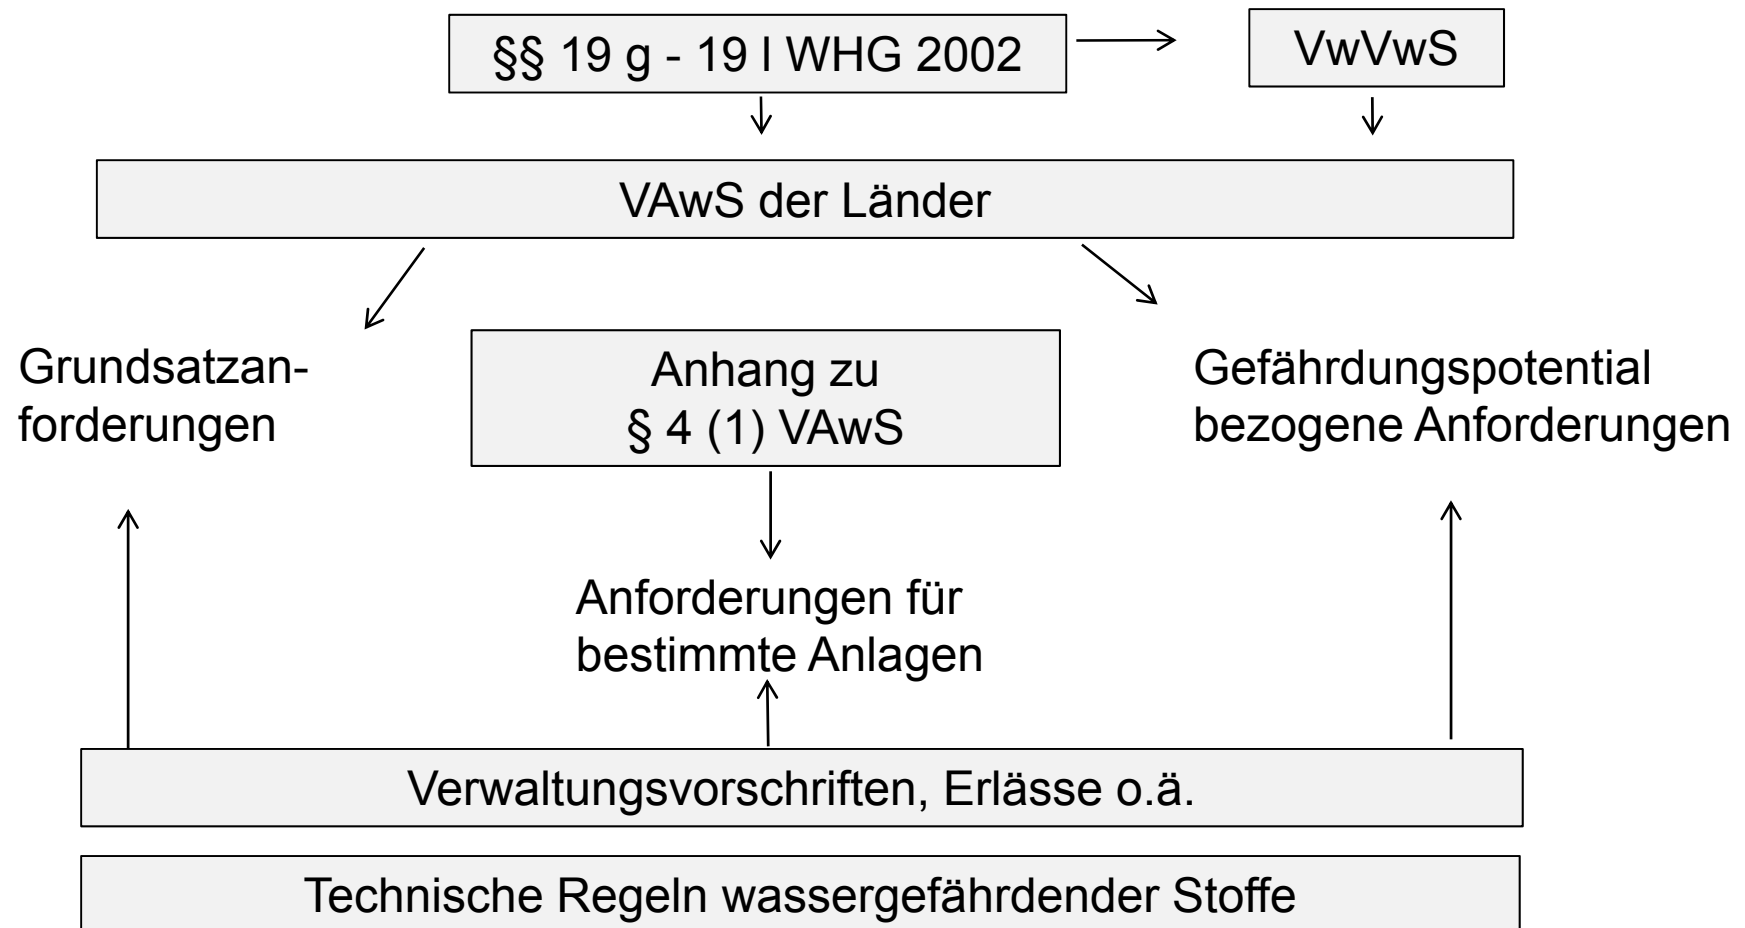 §§ 19 g - 19 l WHG 2002
VwVwS
VAwS der Länder
Grundsatzan-
forderungen
Anhang zu
§ 4 (1) VAwS
Gefährdungspotential
bezogene Anforderungen
Anforderungen für
bestimmte Anlagen
Verwaltungsvorschriften, Erlässe o.ä.
Technische Regeln wassergefährdender Stoffe